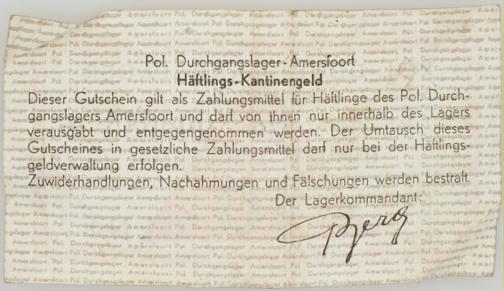 Pol. Durchgangslager - Amersfoort
Häftlings-Kantinengeld
Dieser Gutschein gilt als Zahlungsmittel für Häftlinge des Pol. Durch-
gangslagers Amersfoort und darf von ihnen nur innerhalb des Lagers
verausgabt und entgegengenommen werden. Der Umtausch dieses
Gutscheines in gesetzliche Zahlungsmittel darf nur bei der Häftlings-
geldverwaltung erfolgen.
Zuwiderhandlungen, Nachahmungen und Fälschungen werden bestraft.
Der Lagerkommandant:
Berg